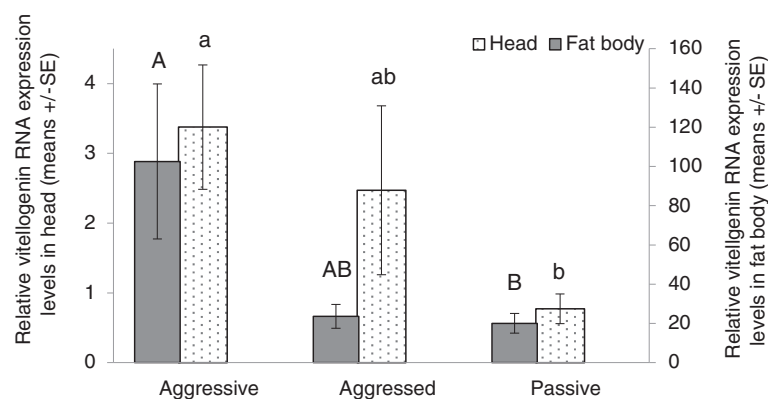 Relative vitellogenin RNA expression
levels in head (means +/-SE)
4
3
2
1
0
A
a
AB
ab
B
b
Head
Fat body
160
140
120
100
80
60
40
20
0
Relative vitellgenin RNA expression
levels in fat body (means +/- SE)
Aggressive
Aggressed
Passive